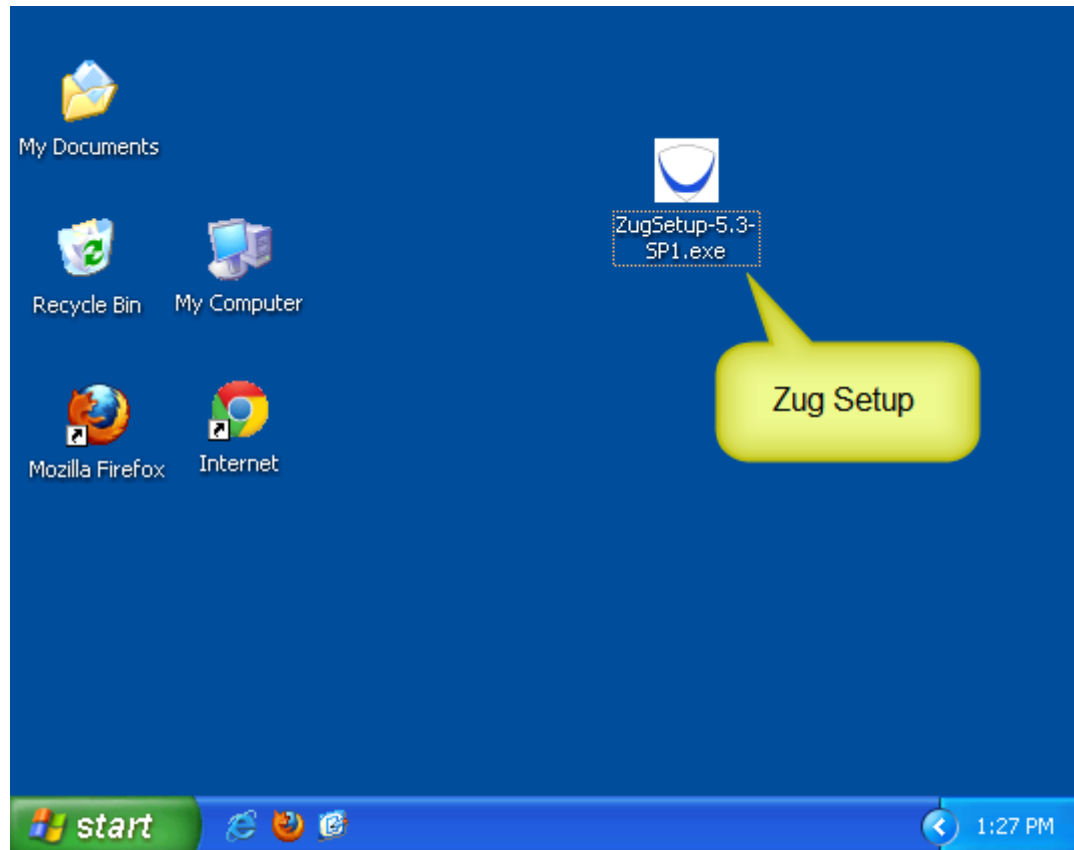 My Documents
ZugSetup-5.3-
SP1.exe
Recycle Bin
My Computer
Zug Setup
Mozilla Firefox
Internet
start
1:27 PM